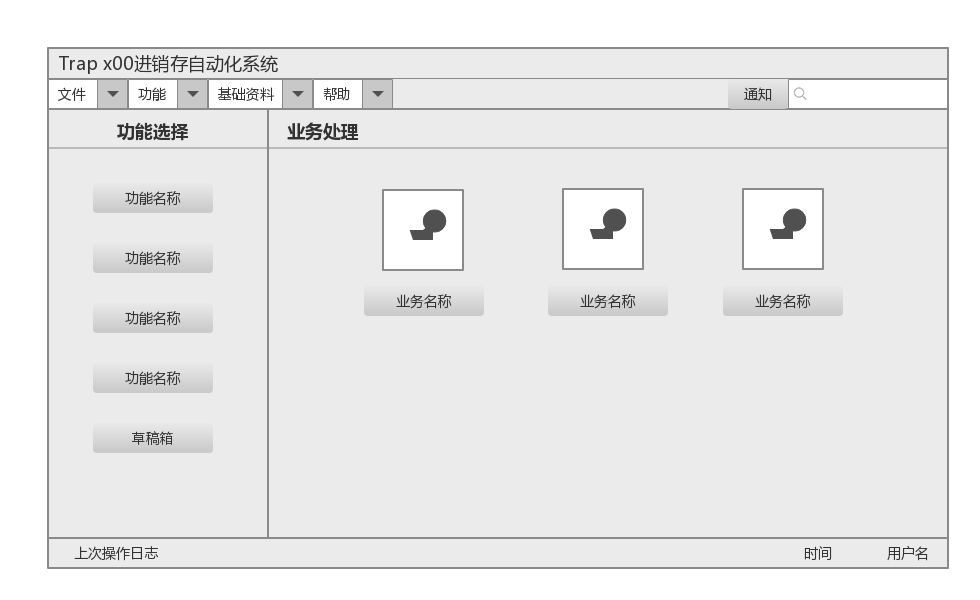 Trap x00进销存自动化系统
文件 功能 基础资料 帮助 通知
功能选择 业务处理
功能名称
功能名称
功能名称
功能名称
草稿箱
业务名称 业务名称 业务名称
上次操作日志 时间 用户名